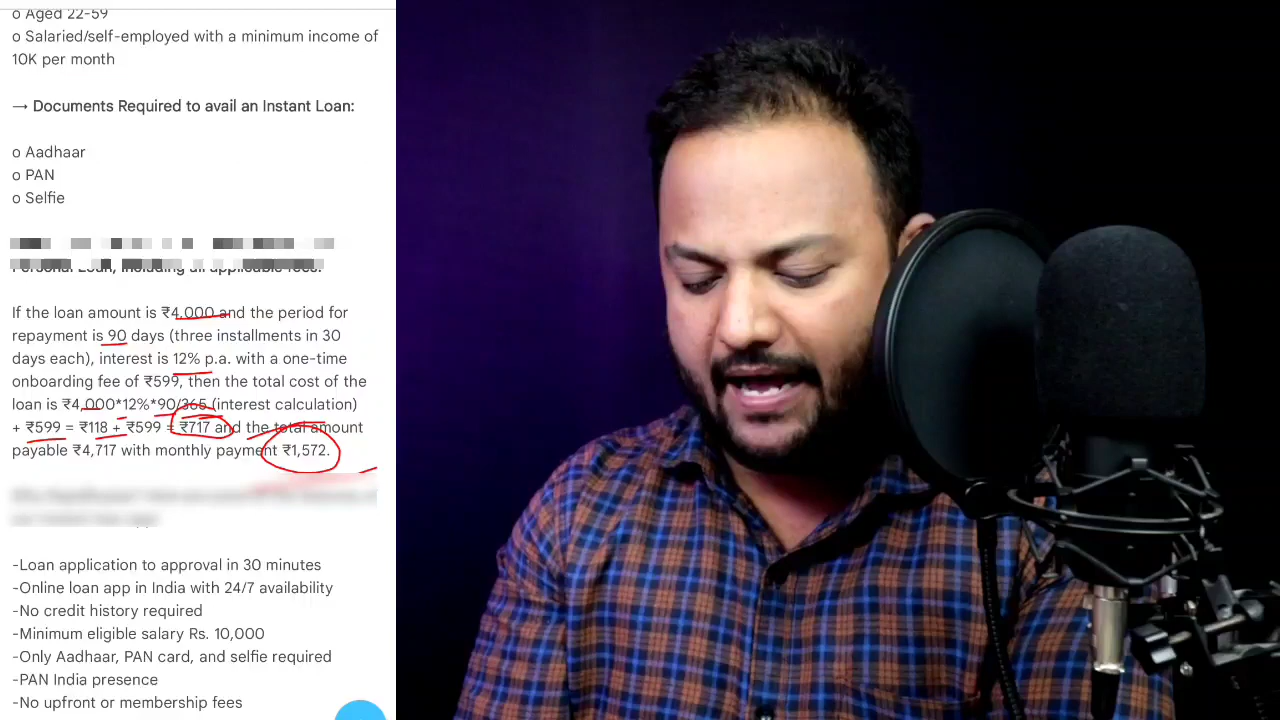 o Aged 22-59
o Salaried/self-employed with a minimum income of
10K per month
→ Documents Required to avail an Instant Loan:
o Aadhaar
o PAN
o Selfie
Personal Loan, including all applicable fees.
If the loan amount is ₹4,000 and the period for
repayment is 90 days (three installments in 30
days each), interest is 12% p.a. with a one-time
onboarding fee of ₹599, then the total cost of the
loan is ₹4,000*12%*90/365 (interest calculation)
+ ₹599 = ₹118 + ₹599 = ₹717 and the total amount
payable ₹4,717 with monthly payment ₹1,572.
-Loan application to approval in 30 minutes
-Online loan app in India with 24/7 availability
-No credit history required
-Minimum eligible salary Rs. 10,000
-Only Aadhaar, PAN card, and selfie required
-PAN India presence
-No upfront or membership fees